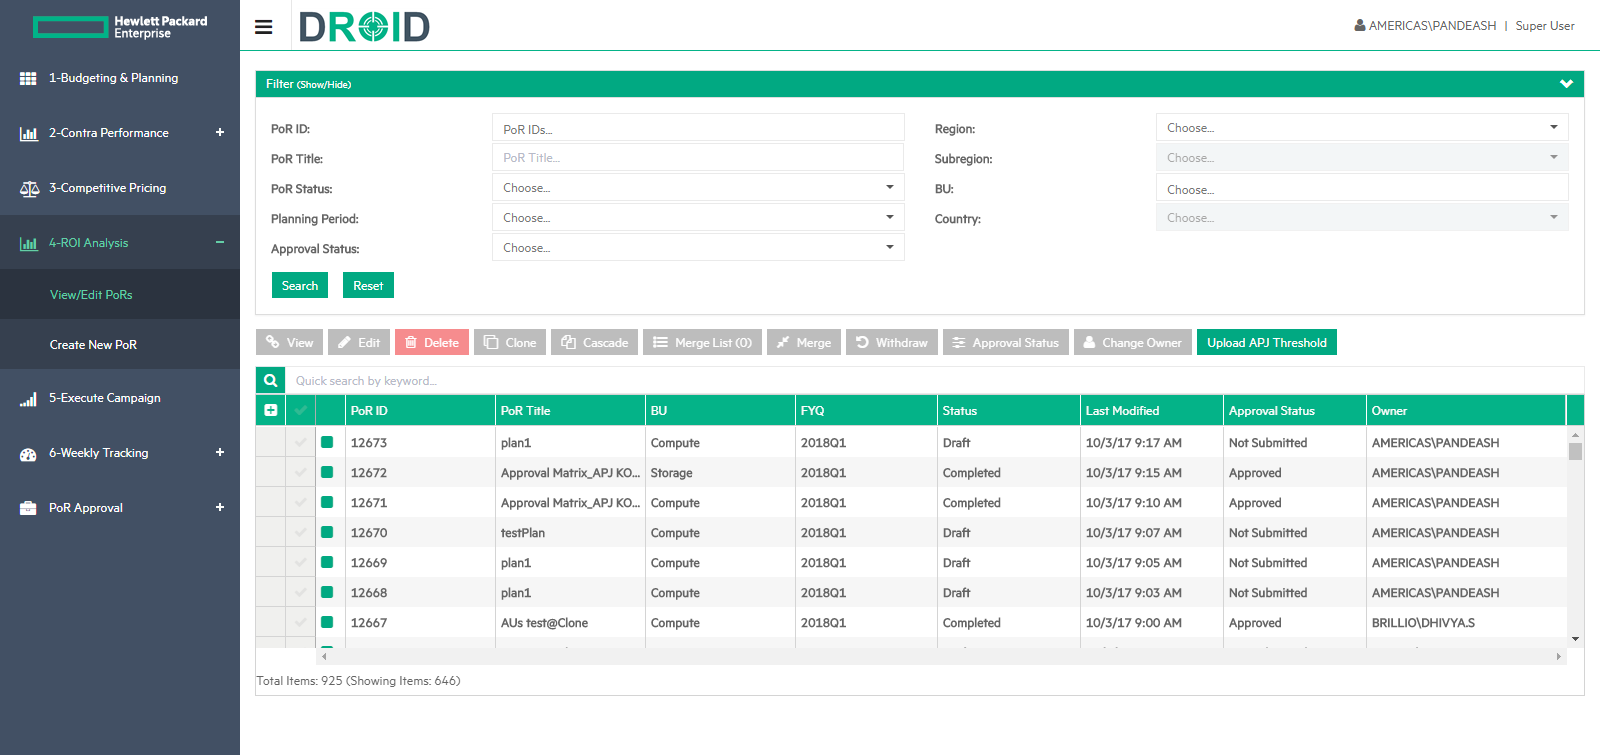 Hewlett Packard
Enterprise
DROID
AMERICAS\PANDEASH | Super User
1-Budgeting & Planning
2-Contra Performance
3-Competitive Pricing
4-ROI Analysis
View/Edit PoRs
Create New PoR
5-Execute Campaign
6-Weekly Tracking
PoR Approval
Filter (Show/Hide)
PoR ID: PoR IDs... Region: Choose...
PoR Title: PoR Title... Subregion: Choose...
PoR Status: Choose... BU: Choose...
Planning Period: Choose... Country: Choose...
Approval Status: Choose...
Search Reset
View Edit Delete Clone Cascade Merge List (0) Merge Withdraw Approval Status Change Owner Upload APJ Threshold
Quick search by keyword...
PoR ID PoR Title BU FYQ Status Last Modified Approval Status Owner
12673 plan1 Compute 2018Q1 Draft 10/3/17 9:17 AM Not Submitted AMERICAS\PANDEASH
12672 Approval Matrix_APJ KO... Storage 2018Q1 Completed 10/3/17 9:15 AM Approved AMERICAS\PANDEASH
12671 Approval Matrix_APJ KO... Compute 2018Q1 Completed 10/3/17 9:10 AM Approved AMERICAS\PANDEASH
12670 testPlan Compute 2018Q1 Draft 10/3/17 9:07 AM Not Submitted AMERICAS\PANDEASH
12669 plan1 Compute 2018Q1 Draft 10/3/17 9:05 AM Not Submitted AMERICAS\PANDEASH
12668 plan1 Compute 2018Q1 Draft 10/3/17 9:03 AM Not Submitted AMERICAS\PANDEASH
12667 AUs test@Clone Compute 2018Q1 Completed 10/3/17 9:00 AM Approved BRILLIO\DHIVYA.S
Total Items: 925 (Showing Items: 646)